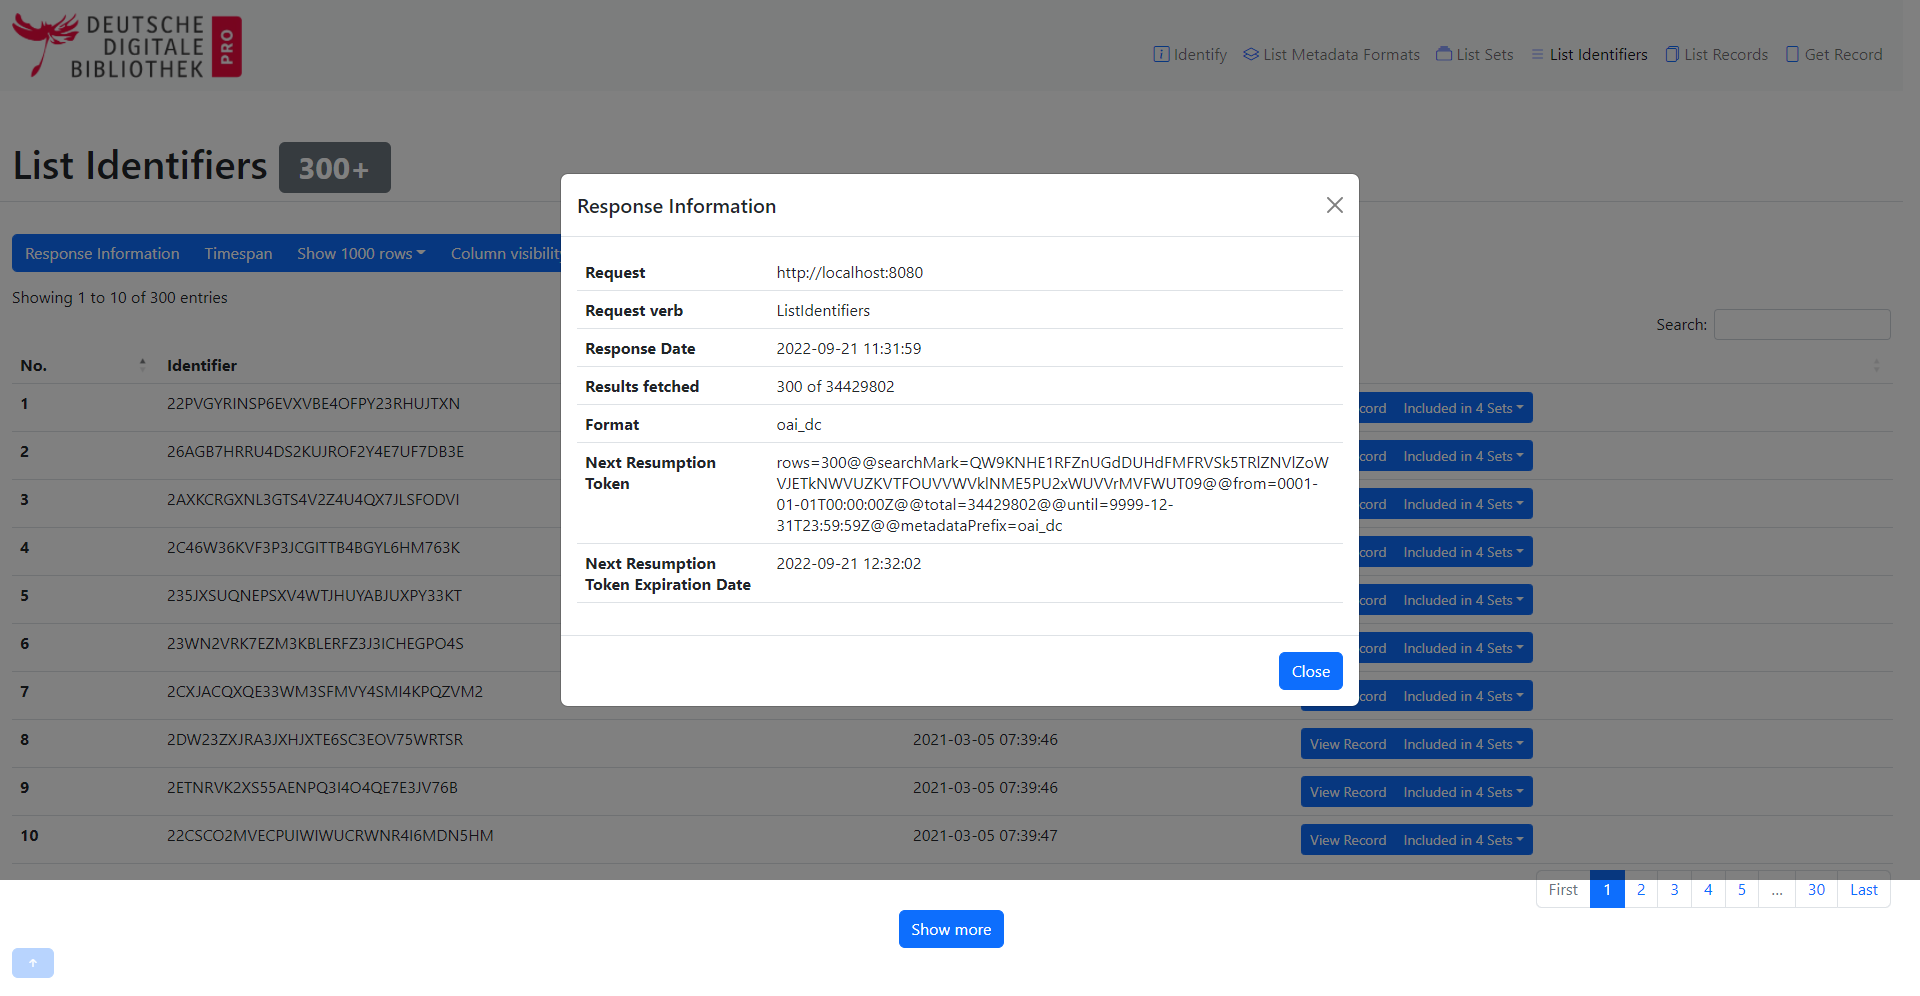 DEUTSCHE
DIGITALE
BIBLIOTHEK
PRO
Identify List Metadata Formats List Sets List Identifiers List Records Get Record
List Identifiers 300+
Response Information Timespan Show 1000 rows Column visibility
Showing 1 to 10 of 300 entries
Search:
No. Identifier
1 22PVGYRINSP6EVXVBE4OFPY23RHUJTXN cord Included in 4 Sets
2 26AGB7HRRU4DS2KUJROF2Y4E7UF7DB3E cord Included in 4 Sets
3 2AXKCRGXNL3GTS4V2Z4U4QX7JLSFODVI cord Included in 4 Sets
4 2C46W36KVF3P3JCGITTB4BGYL6HM763K cord Included in 4 Sets
5 235JXSUQNEPSXV4WTJHUYABJUXPY33KT cord Included in 4 Sets
6 23WN2VRK7EZM3KBLERFZ3J3ICHEGPO4S cord Included in 4 Sets
7 2CXJACQXQE33WM3SFMVY4SMI4KPQZVM2 cord Included in 4 Sets
8 2DW23ZXJRA3JXHJXTE6SC3EOV75WRTSR 2021-03-05 07:39:46 View Record Included in 4 Sets
9 2ETNRVK2XS55AENPQ3I4O4QE7E3JV76B 2021-03-05 07:39:46 View Record Included in 4 Sets
10 22CSCO2MVECPUIWIWUCRWNR4I6MDN5HM 2021-03-05 07:39:47 View Record Included in 4 Sets
First 1 2 3 4 5 ... 30 Last
Show more
Response Information
Request http://localhost:8080
Request verb ListIdentifiers
Response Date 2022-09-21 11:31:59
Results fetched 300 of 34429802
Format oai_dc
Next Resumption rows=300@@searchMark=QW9KNHE1RFZnUGdDUHdFMFRVSk5TRlZNVlZoW
Token VJETkNWVUZKVTFOUVVWVklNME5PU2xWUVVrMVFWUT09@@from=0001-
01-01T00:00:00Z@@total=34429802@@until=9999-12-
31T23:59:59Z@@metadataPrefix=oai_dc
Next Resumption 2022-09-21 12:32:02
Token Expiration Date
Close